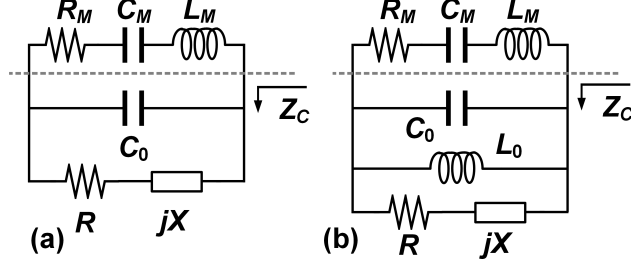 R_M C_M L_M
Z_C
C_0
R jX
(a)
R_M C_M L_M
Z_C
C_0 L_0
R jX
(b)